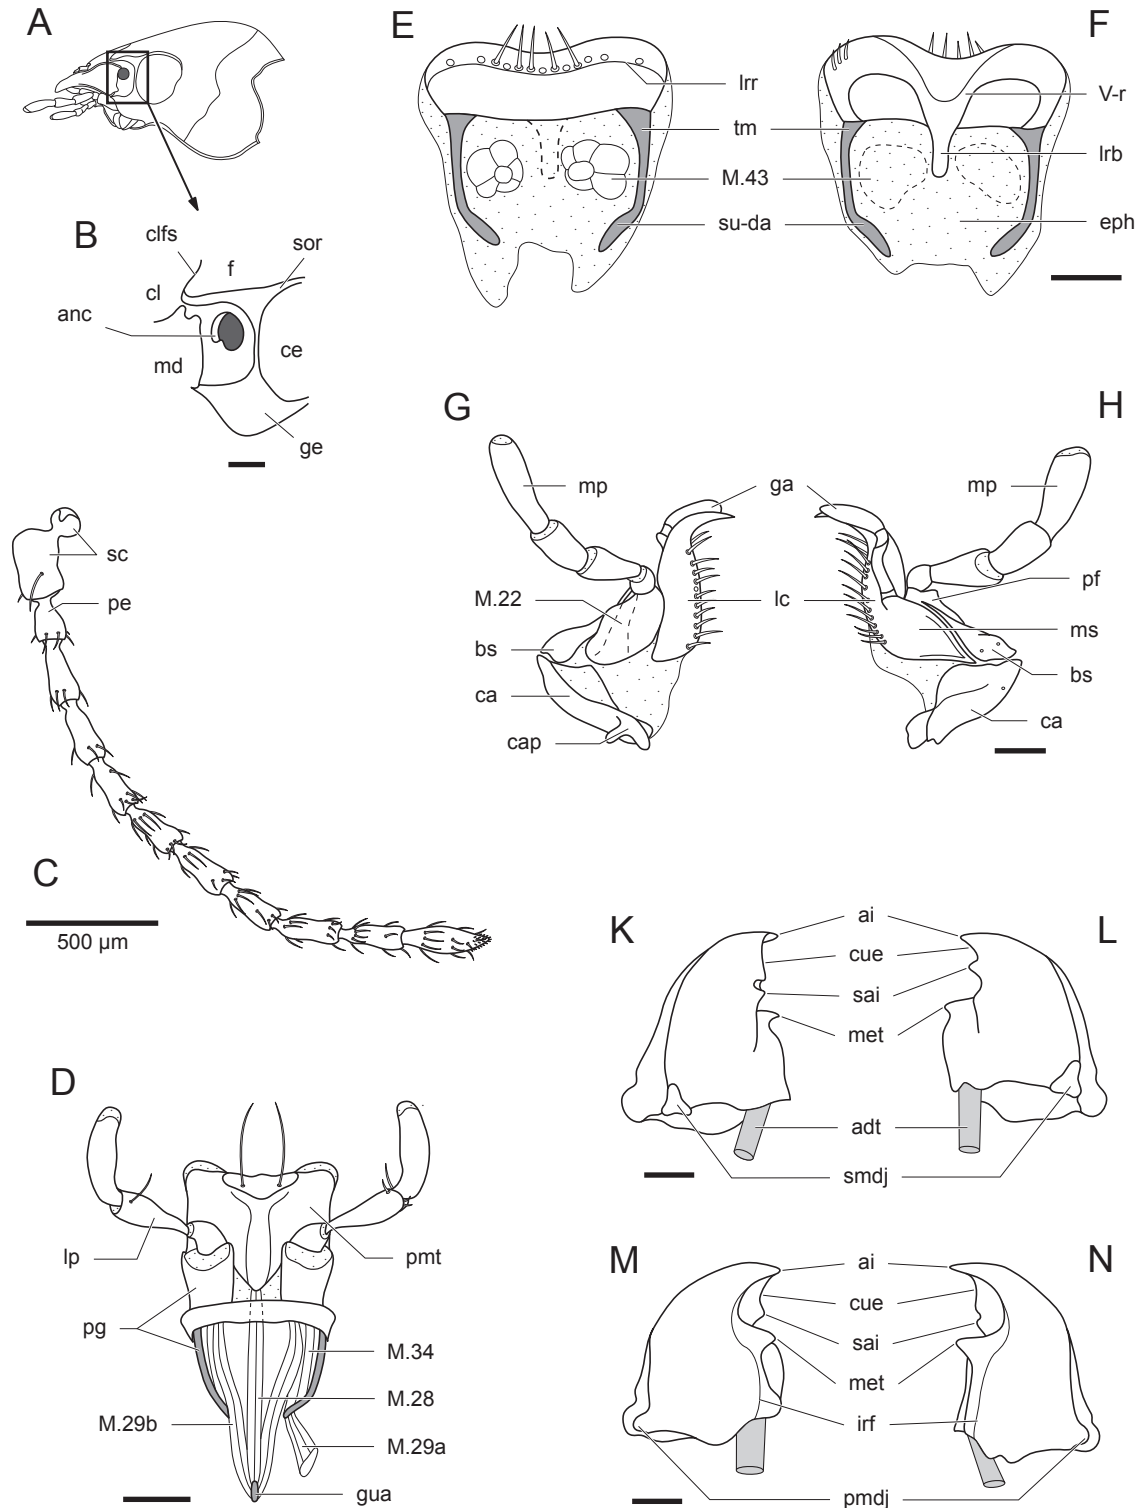 A
B
clfs
sor
f
cl
anc
md
ce
ge
E
F
lrr
tm
M.43
su-da
V-r
lrb
eph
G
H
mp
ga
mp
M.22
lc
pf
bs
ms
ca
bs
cap
ca
sc
pe
C
500 µm
K
L
ai
cue
sai
met
adt
smdj
D
lp
pmt
pg
M.34
M.28
M.29b
M.29a
gua
M
N
ai
cue
sai
met
irf
pmdj